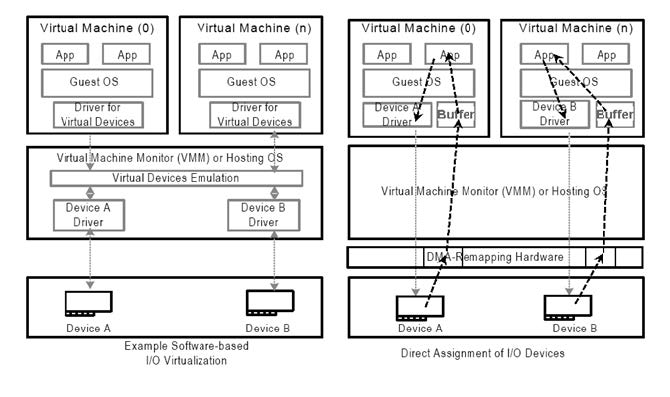 Virtual Machine (0)
App
App
Guest OS
Driver for
Virtual Devices
Virtual Machine (n)
App
App
Guest OS
Driver for
Virtual Devices
Virtual Machine Monitor (VMM) or Hosting OS
Virtual Devices Emulation
Device A
Driver
Device B
Driver
Device A
Device B
Example Software-based
I/O Virtualization
Virtual Machine (0)
App
App
Guest OS
Device A
Driver
Buffer
Virtual Machine (n)
App
App
Guest OS
Device B
Driver
Buffer
Virtual Machine Monitor (VMM) or Hosting OS
DMA-Remapping Hardware
Device A
Device B
Direct Assignment of I/O Devices